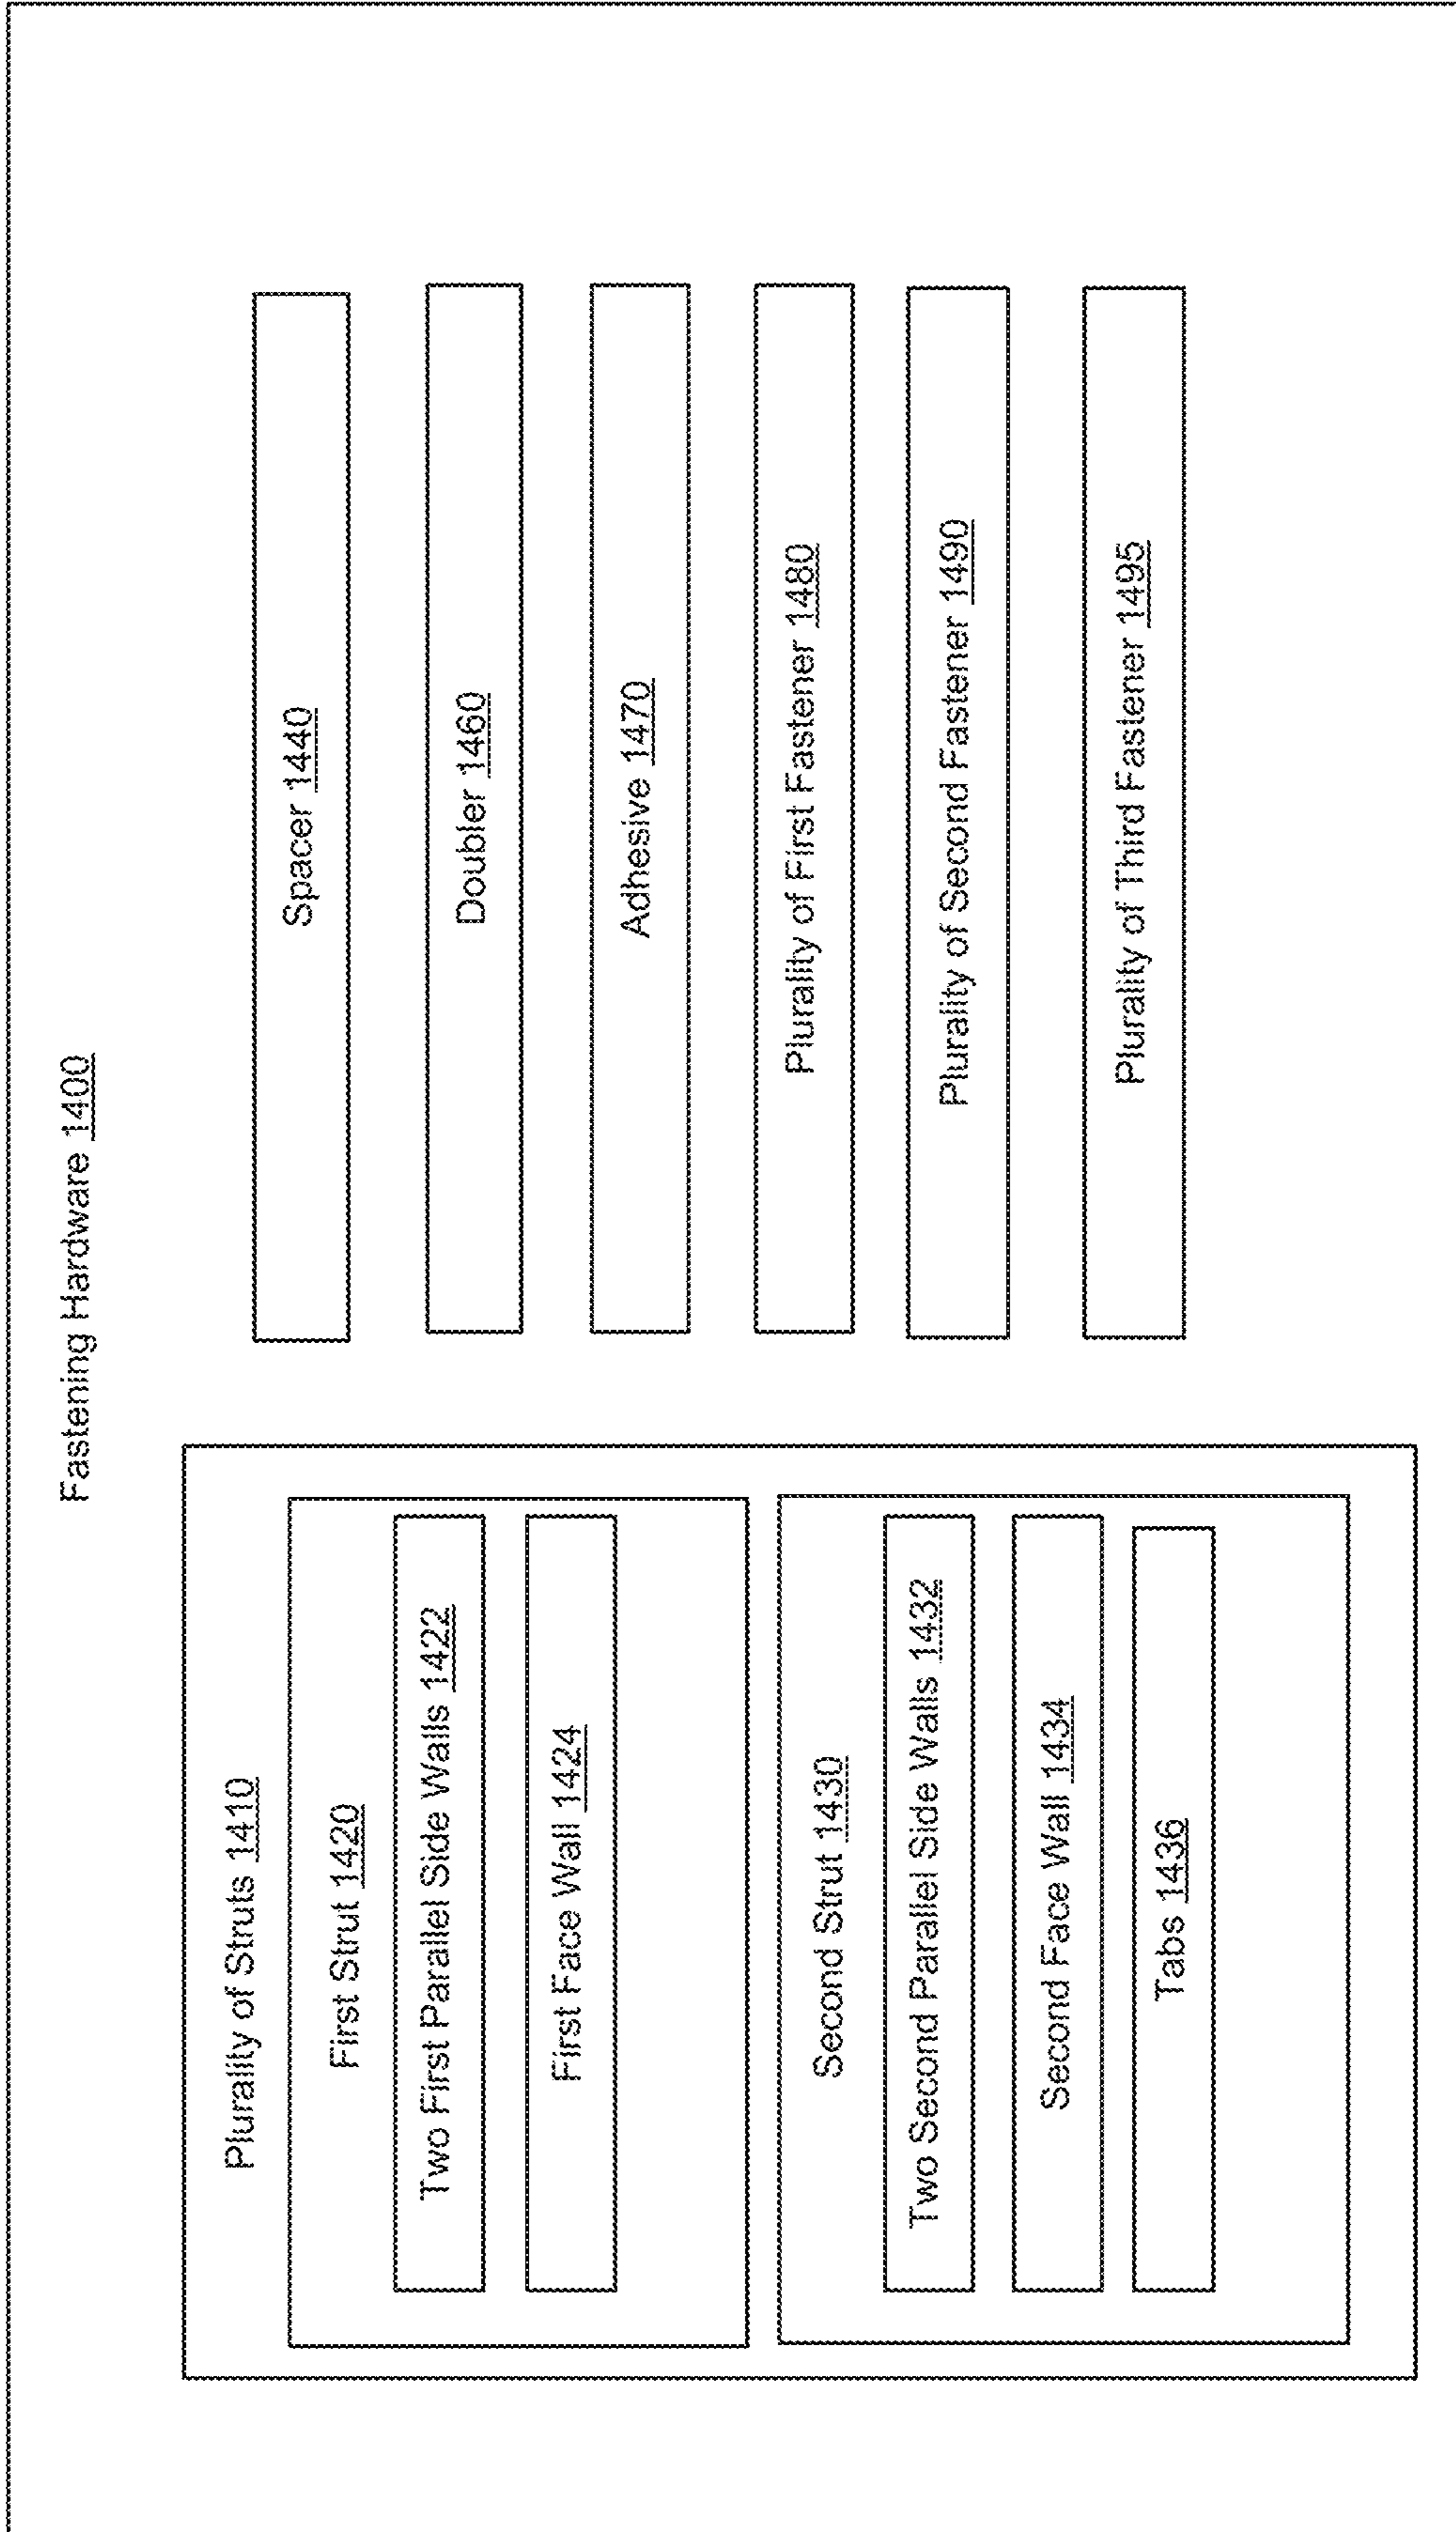 Fastening Hardware 1400
Plurality of Struts 1410
First Strut 1420
Two First Parallel Side Walls 1422
First Face Wall 1424
Second Strut 1430
Two Second Parallel Side Walls 1432
Second Face Wall 1434
Tabs 1436
Spacer 1440
Doubler 1460
Adhesive 1470
Plurality of First Fastener 1480
Plurality of Second Fastener 1490
Plurality of Third Fastener 1495